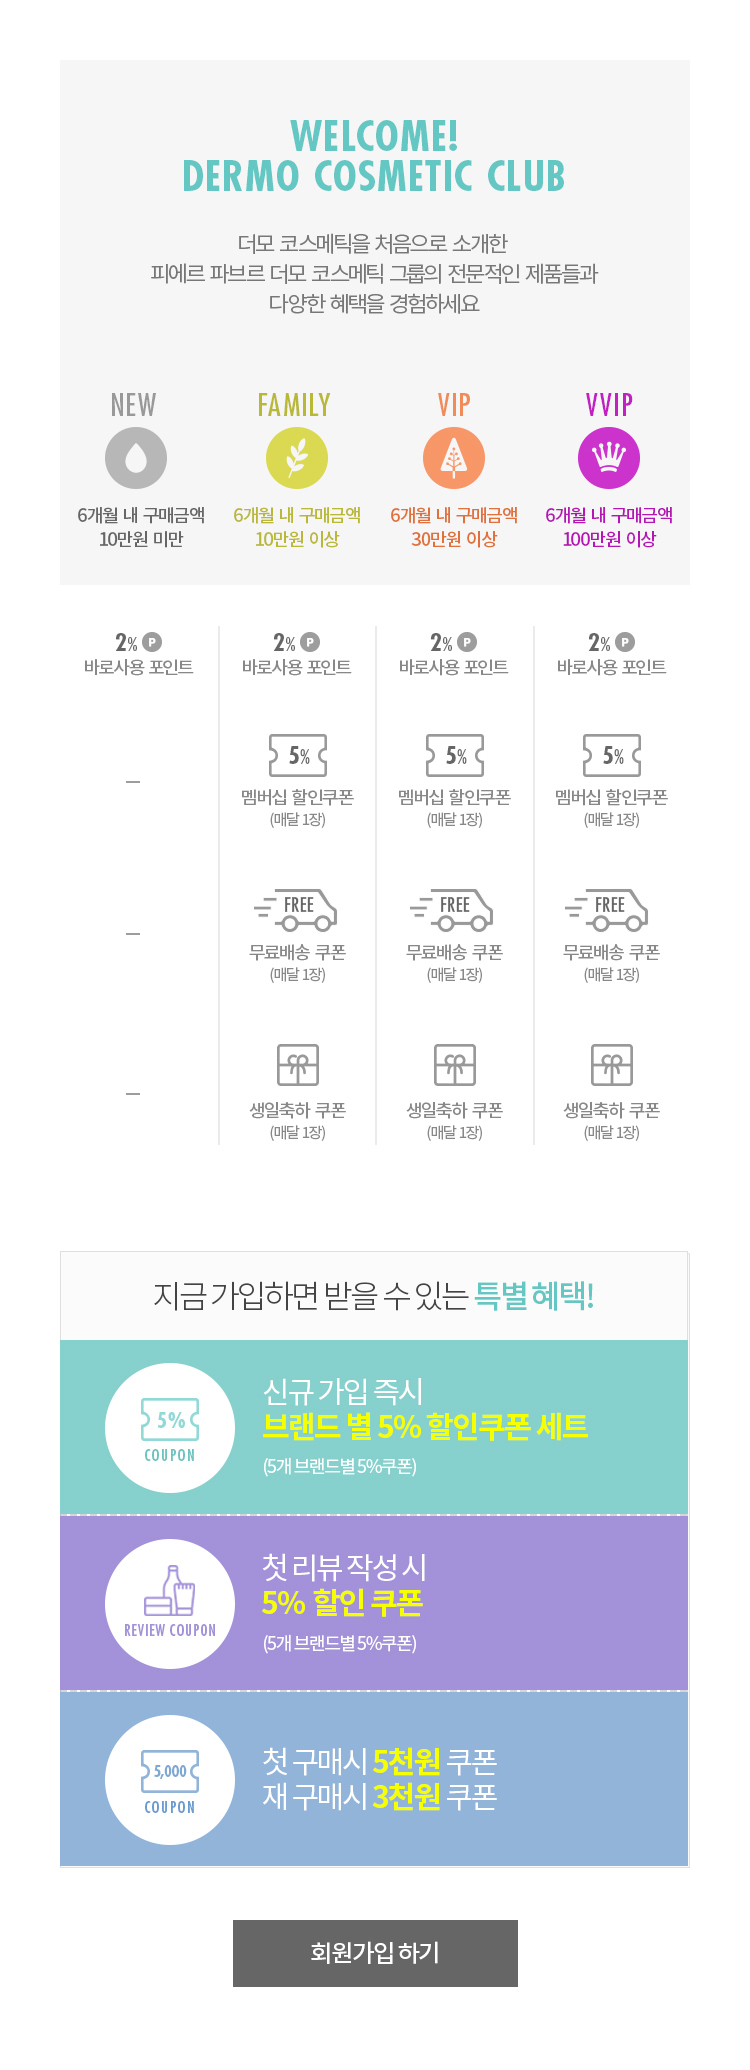 WELCOME!
DERMO COSMETIC CLUB
더모 코스메틱을 처음으로 소개한
피에르 파브르 더모 코스메틱 그룹의 전문적인 제품들과
다양한 혜택을 경험하세요
NEW FAMILY VIP VVIP
6개월 내 구매금액 6개월 내 구매금액 6개월 내 구매금액 6개월 내 구매금액
10만원 미만 10만원 이상 30만원 이상 100만원 이상
2% P 2% P 2% P 2% P
바로사용 포인트 바로사용 포인트 바로사용 포인트 바로사용 포인트
5% 5% 5%
– 멤버십 할인쿠폰 멤버십 할인쿠폰 멤버십 할인쿠폰
(매달 1장) (매달 1장) (매달 1장)
FREE FREE FREE
– 무료배송 쿠폰 무료배송 쿠폰 무료배송 쿠폰
(매달 1장) (매달 1장) (매달 1장)
– 생일축하 쿠폰 생일축하 쿠폰 생일축하 쿠폰
(매달 1장) (매달 1장) (매달 1장)
지금 가입하면 받을 수 있는 특별 혜택!
5%
COUPON
신규 가입 즉시
브랜드 별 5% 할인쿠폰 세트
(5개 브랜드별 5%쿠폰)
REVIEW COUPON
첫 리뷰 작성 시
5% 할인 쿠폰
(5개 브랜드별 5%쿠폰)
5,000
COUPON
첫 구매시 5천원 쿠폰
재 구매시 3천원 쿠폰
회원가입 하기